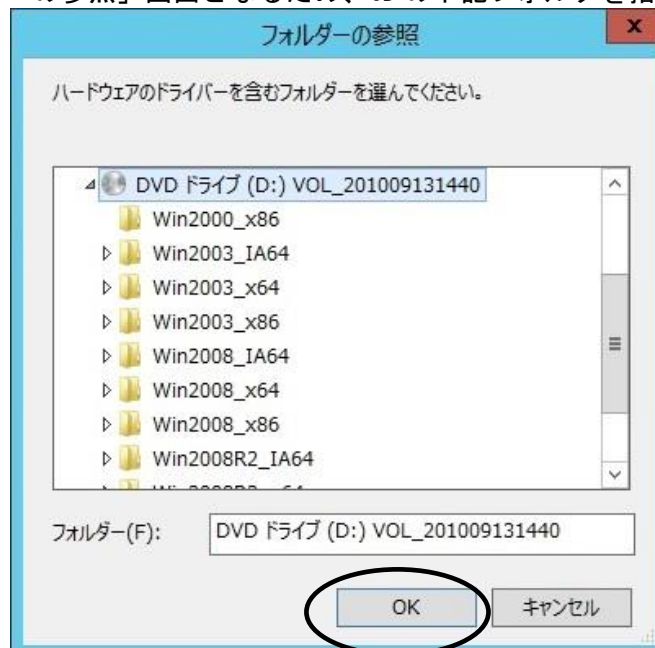 フォルダーの参照
x
ハードウェアのドライバーを含むフォルダーを選んでください。
DVD ドライブ (D:) VOL_201009131440
Win2000_x86
Win2003_IA64
Win2003_x64
Win2003_x86
Win2008_IA64
Win2008_x64
Win2008_x86
Win2008R2_IA64
フォルダー(F): DVD ドライブ (D:) VOL_201009131440
OK キャンセル